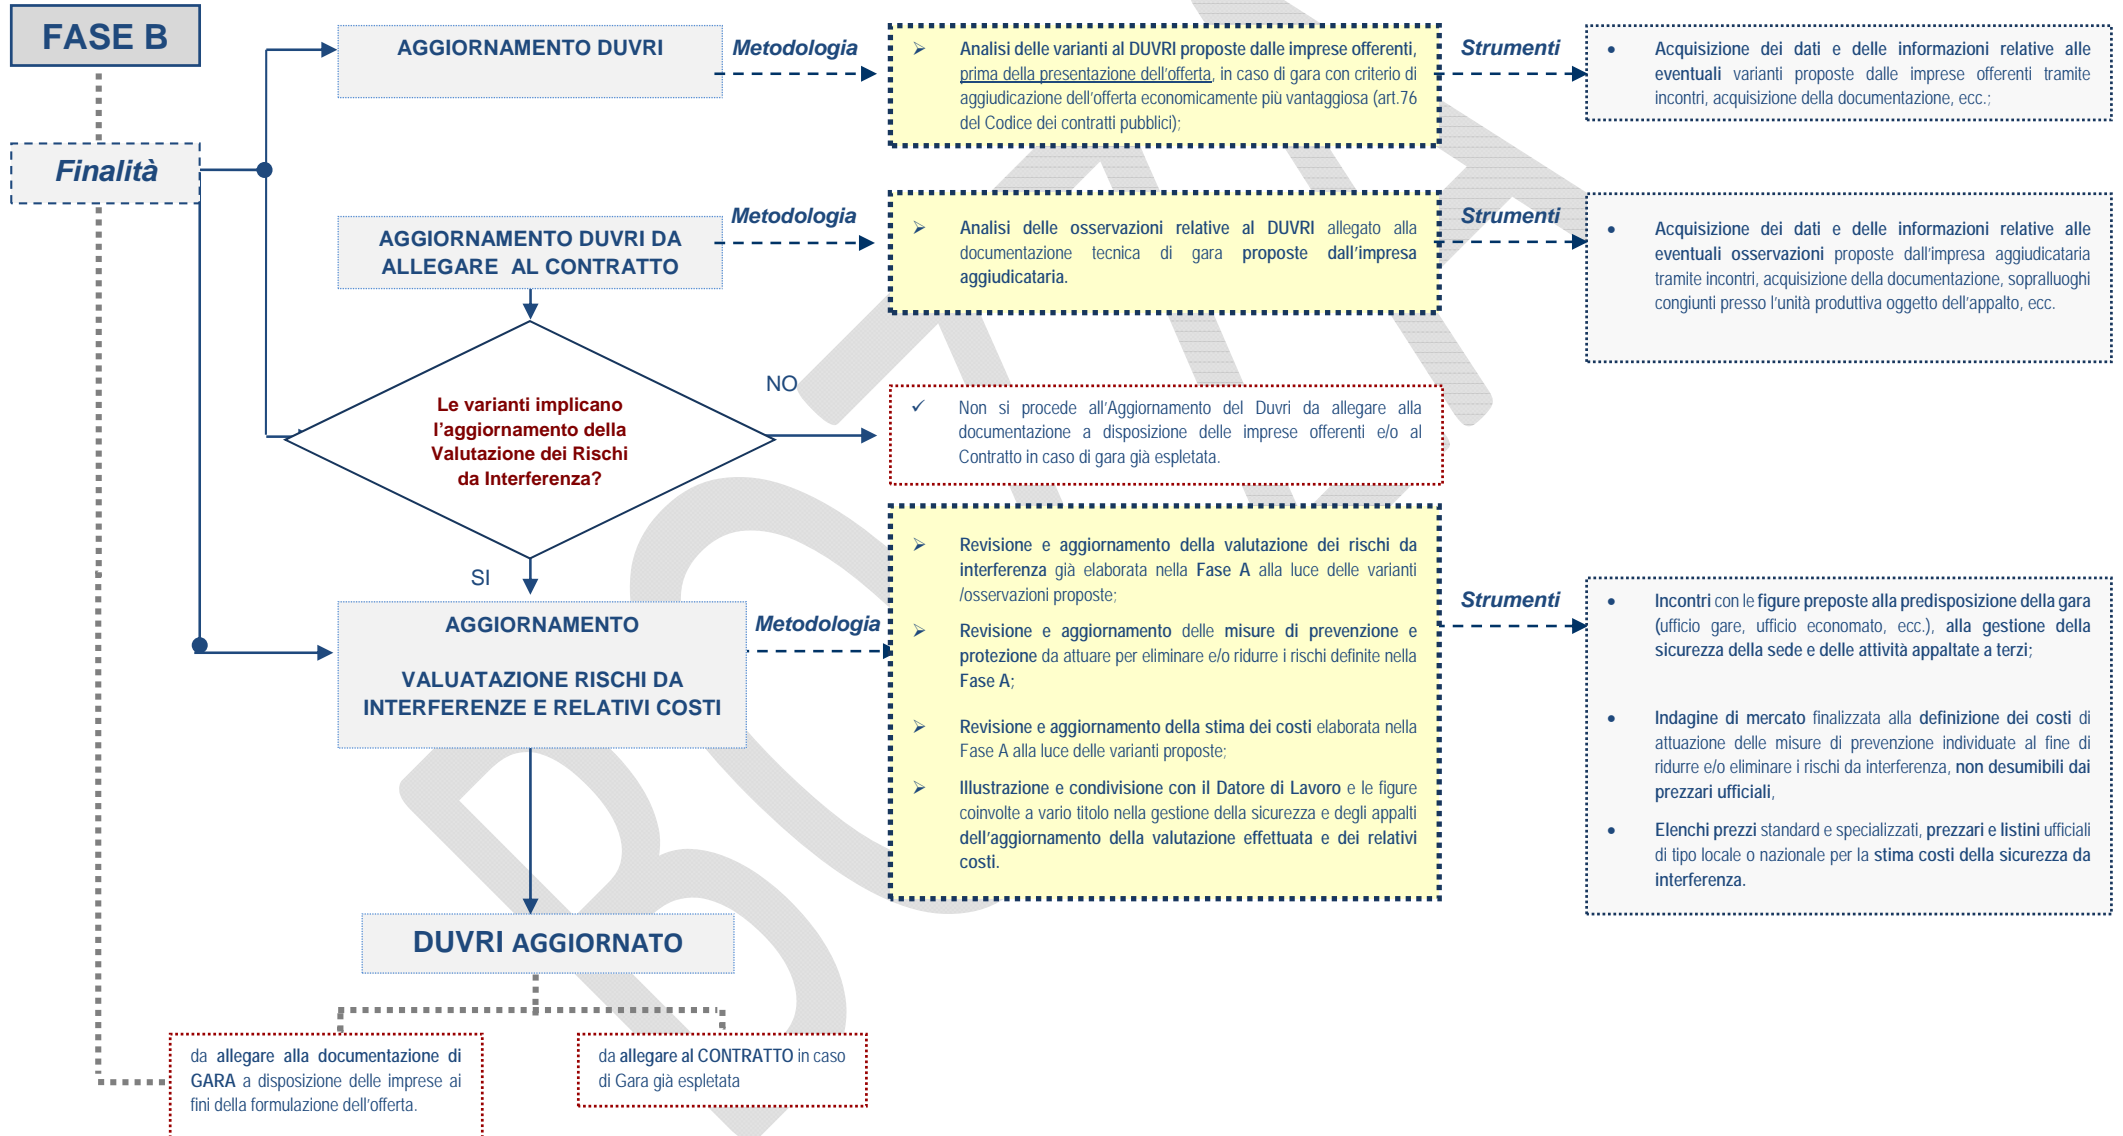 FASE B
Finalità
AGGIORNAMENTO DUVRI
Metodologia
➢ Analisi delle varianti al DUVRI proposte dalle imprese offerenti,
prima della presentazione dell'offerta, in caso di gara con criterio di
aggiudicazione dell'offerta economicamente più vantaggiosa (art.76
del Codice dei contratti pubblici);
Strumenti
• Acquisizione dei dati e delle informazioni relative alle
eventuali varianti proposte dalle imprese offerenti tramite
incontri, acquisizione della documentazione, ecc.;
AGGIORNAMENTO DUVRI DA
ALLEGARE AL CONTRATTO
Metodologia
➢ Analisi delle osservazioni relative al DUVRI allegato alla
documentazione tecnica di gara proposte dall'impresa
aggiudicataria.
Strumenti
• Acquisizione dei dati e delle informazioni relative alle
eventuali osservazioni proposte dall'impresa aggiudicataria
tramite incontri, acquisizione della documentazione, sopralluoghi
congiunti presso l'unità produttiva oggetto dell'appalto, ecc.
Le varianti implicano
l'aggiornamento della
Valutazione dei Rischi
da Interferenza?
NO
✓ Non si procede all'Aggiornamento del Duvri da allegare alla
documentazione a disposizione delle imprese offerenti e/o al
Contratto in caso di gara già espletata.
SI
AGGIORNAMENTO
VALUATAZIONE RISCHI DA
INTERFERENZE E RELATIVI COSTI
Metodologia
➢ Revisione e aggiornamento della valutazione dei rischi da
interferenza già elaborata nella Fase A alla luce delle varianti
/osservazioni proposte;
➢ Revisione e aggiornamento delle misure di prevenzione e
protezione da attuare per eliminare e/o ridurre i rischi definite nella
Fase A;
➢ Revisione e aggiornamento della stima dei costi elaborata nella
Fase A alla luce delle varianti proposte;
➢ Illustrazione e condivisione con il Datore di Lavoro e le figure
coinvolte a vario titolo nella gestione della sicurezza e degli appalti
dell'aggiornamento della valutazione effettuata e dei relativi
costi.
Strumenti
• Incontri con le figure preposte alla predisposizione della gara
(ufficio gare, ufficio economato, ecc.), alla gestione della
sicurezza della sede e delle attività appaltate a terzi;
• Indagine di mercato finalizzata alla definizione dei costi di
attuazione delle misure di prevenzione individuate al fine di
ridurre e/o eliminare i rischi da interferenza, non desumibili dai
prezzari ufficiali,
• Elenchi prezzi standard e specializzati, prezzari e listini ufficiali
di tipo locale o nazionale per la stima costi della sicurezza da
interferenza.
DUVRI AGGIORNATO
da allegare alla documentazione di
GARA a disposizione delle imprese ai
fini della formulazione dell'offerta.
da allegare al CONTRATTO in caso
di Gara già espletata